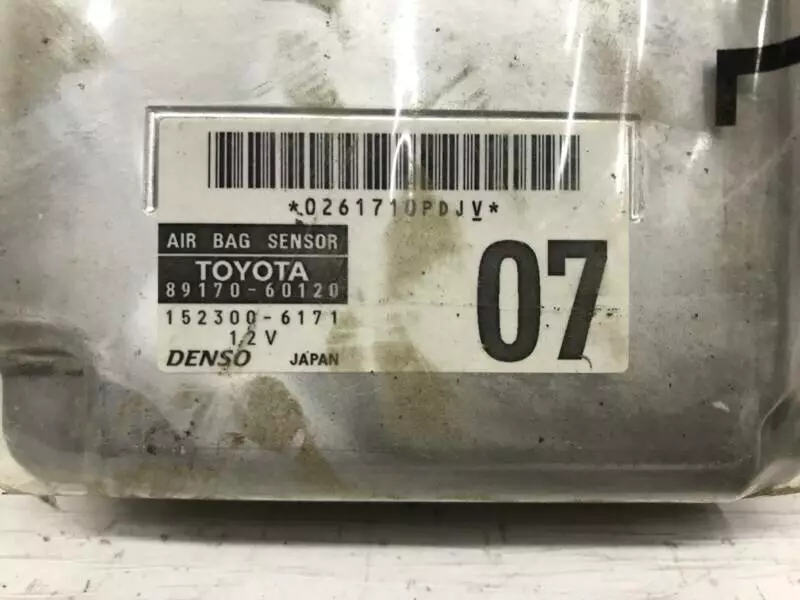 *0261710PDJV*
AIR BAG SENSOR
TOYOTA
89170-60120
152300-6171
12V
DENSO JAPAN
07